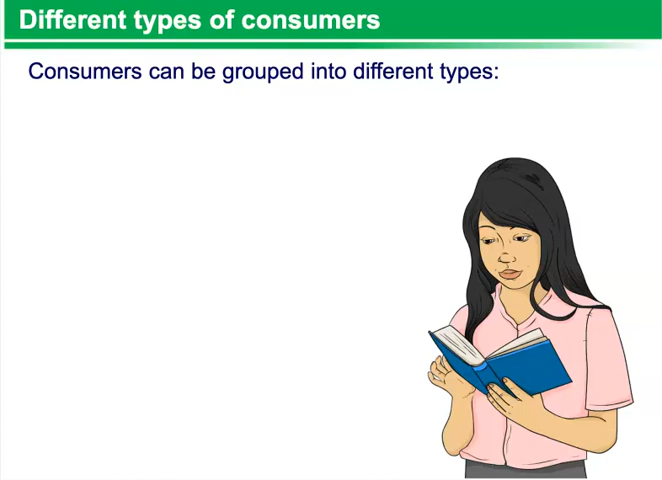 Different types of consumers
Consumers can be grouped into different types: